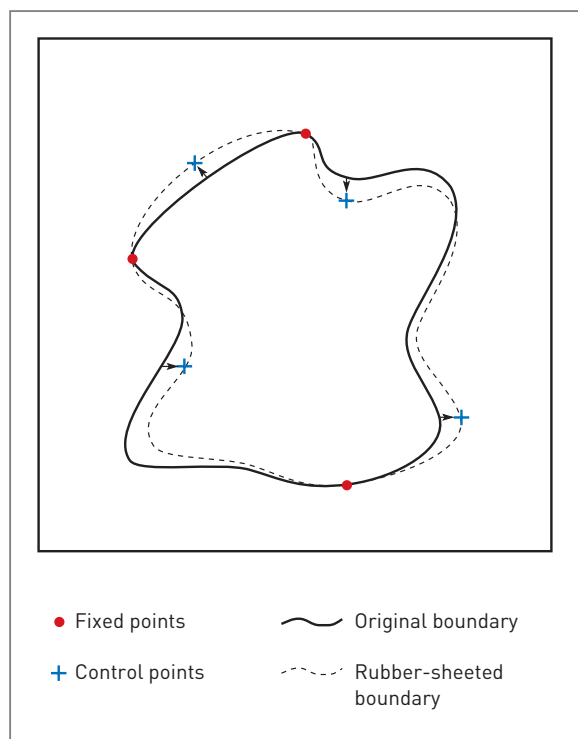 Fixed points
Original boundary
Control points
Rubber-sheeted
boundary